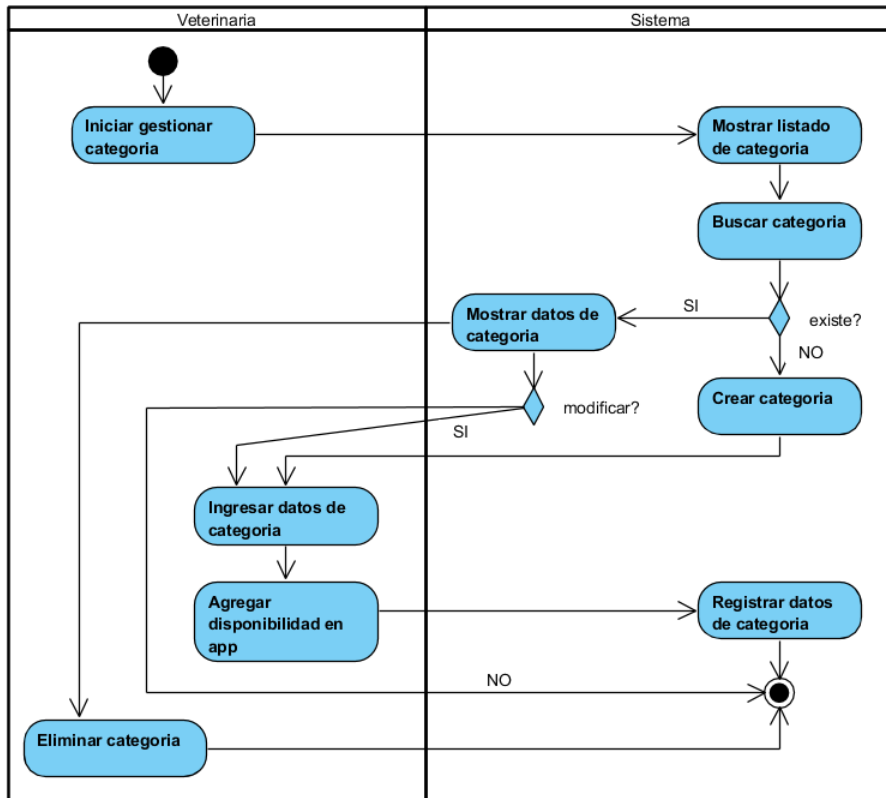 Veterinaria
Sistema
Iniciar gestionar
categoria
Mostrar listado
de categoria
Buscar categoria
existe?
SI
NO
Mostrar datos de
categoria
Crear categoria
modificar?
SI
Ingresar datos de
categoria
Agregar
disponibilidad en
app
Registrar datos
de categoria
NO
Eliminar categoria